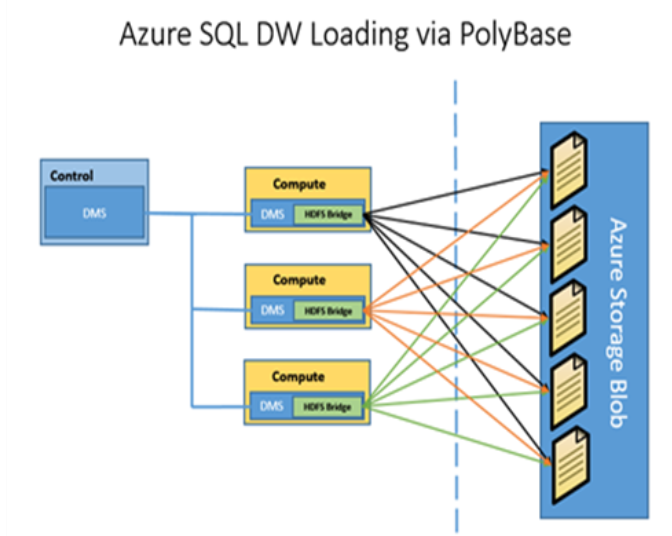 Azure SQL DW Loading via PolyBase
Control
DMS
Compute
DMS HDFS Bridge
Compute
DMS HDFS Bridge
Compute
DMS HDFS Bridge
Azure Storage Blob